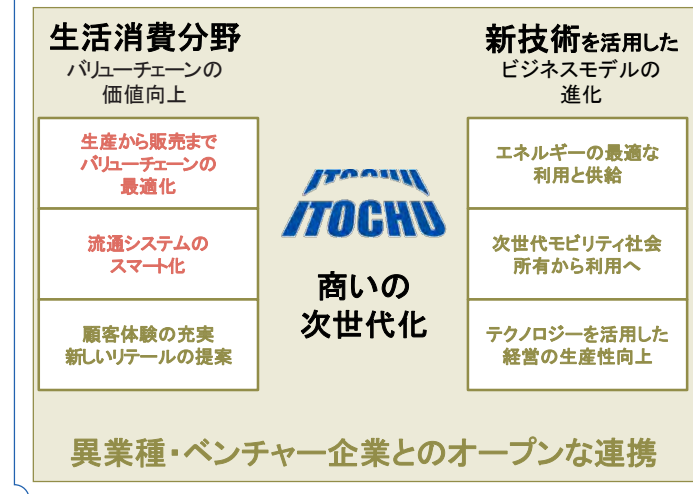 生活消費分野
バリューチェーンの
価値向上
生産から販売まで
バリューチェーンの
最適化
流通システムの
スマート化
顧客体験の充実
新しいリテールの提案
ITOCHU
ITOCHU
商いの
次世代化
新技術を活用した
ビジネスモデルの
進化
エネルギーの最適な
利用と供給
次世代モビリティ社会
所有から利用へ
テクノロジーを活用した
経営の生産性向上
異業種・ベンチャー企業とのオープンな連携